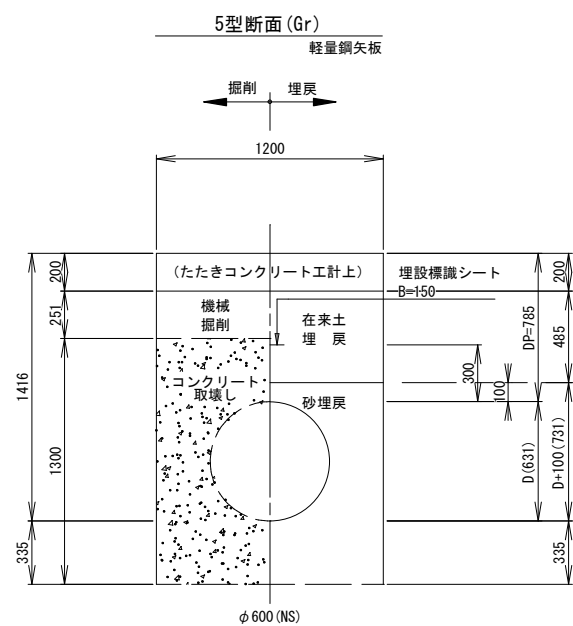 5型断面(Gr)
軽量鋼矢板
掘削 埋戻
1200
(たたきコンクリート工計上)
埋設標識シート
B=150
機械
掘削
在来土
埋 戻
コンクリート
取壊し
砂埋戻
200
251
1416
1300
335
DP=785
200
485
300
100
D(631)
D+100(731)
335
φ600(NS)